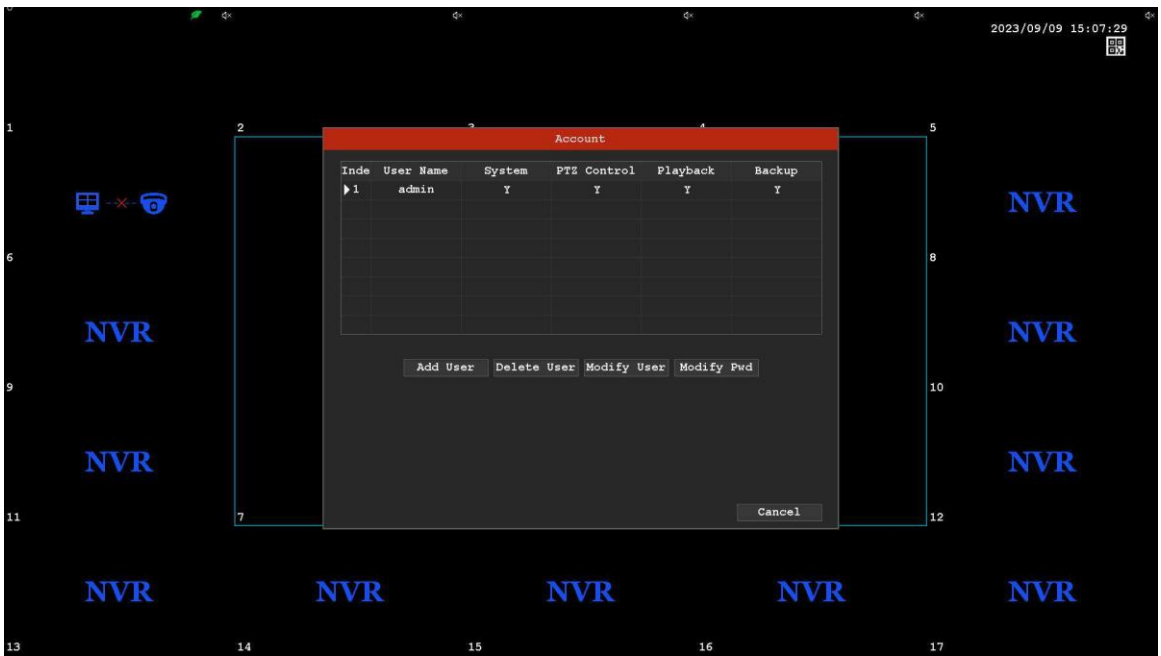 2023/09/09 15:07:29
1 2 5
Account
Inde User Name System PTZ Control Playback Backup
1 admin Y Y Y Y
NVR
6 8
NVR NVR
Add User Delete User Modify User Modify Pwd
9 10
NVR NVR
Cancel
11 7 12
NVR NVR NVR NVR NVR
13 14 15 16 17